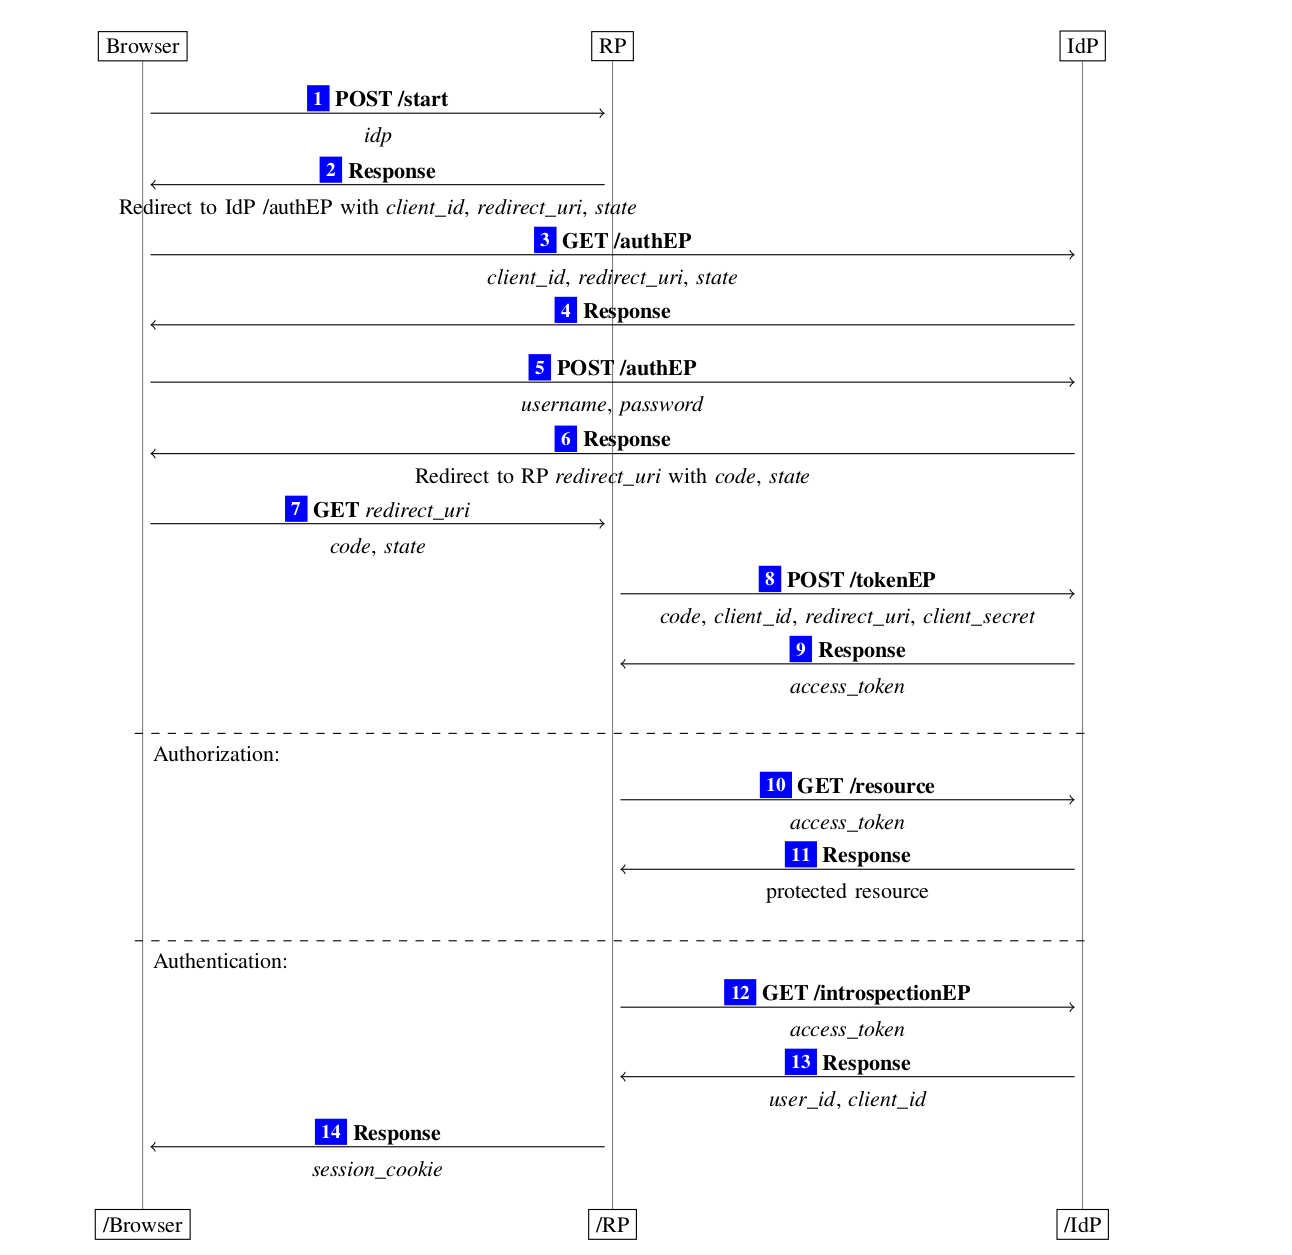 Browser RP IdP
1 POST /start
idp
2 Response
Redirect to IdP /authEP with client_id, redirect_uri, state
3 GET /authEP
client_id, redirect_uri, state
4 Response
5 POST /authEP
username, password
6 Response
Redirect to RP redirect_uri with code, state
7 GET redirect_uri
code, state
8 POST /tokenEP
code, client_id, redirect_uri, client_secret
9 Response
access_token
Authorization:
10 GET /resource
access_token
11 Response
protected resource
Authentication:
12 GET /introspectionEP
access_token
13 Response
user_id, client_id
14 Response
session_cookie
/Browser /RP /IdP